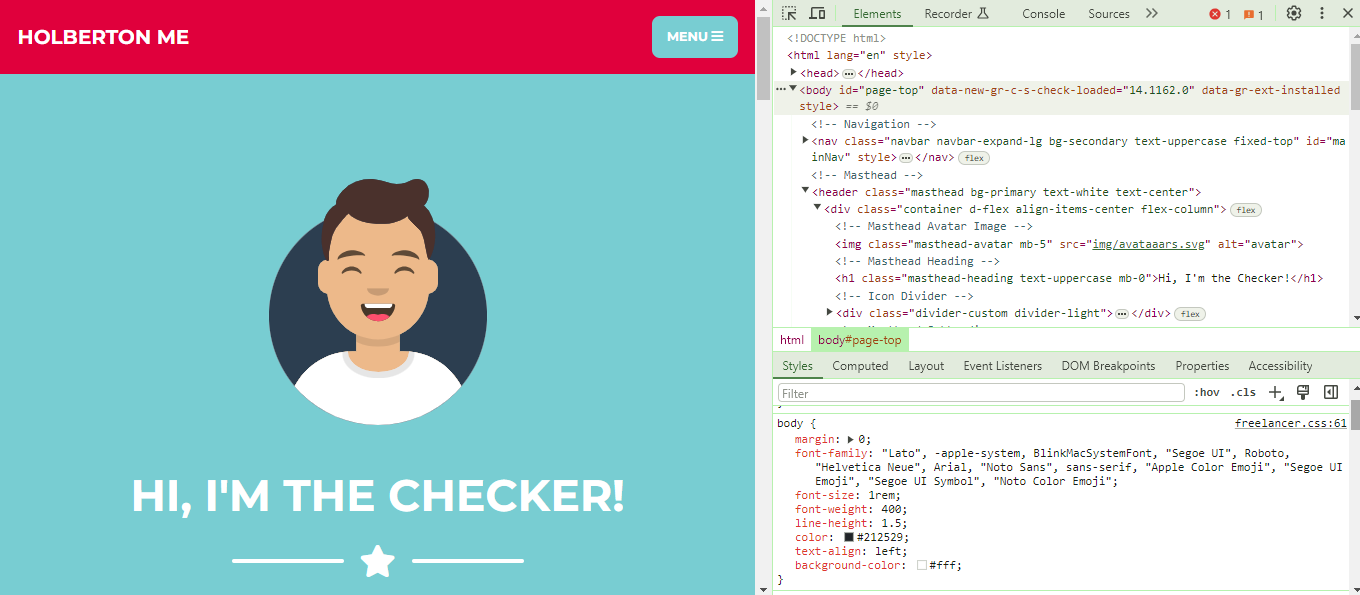 HOLBERTON ME
MENU
HI, I'M THE CHECKER!
Elements Recorder Console Sources 1 1
<!DOCTYPE html>
<html lang="en" style>
<head> </head>
<body id="page-top" data-new-gr-c-s-check-loaded="14.1162.0" data-gr-ext-installed
style> == $0
<!-- Navigation -->
<nav class="navbar navbar-expand-lg bg-secondary text-uppercase fixed-top" id="ma
inNav" style> </nav> flex
<!-- Masthead -->
<header class="masthead bg-primary text-white text-center">
<div class="container d-flex align-items-center flex-column"> flex
<!-- Masthead Avatar Image -->
<img class="masthead-avatar mb-5" src="img/avataaars.svg" alt="avatar">
<!-- Masthead Heading -->
<h1 class="masthead-heading text-uppercase mb-0">Hi, I'm the Checker!</h1>
<!-- Icon Divider -->
<div class="divider-custom divider-light"> </div> flex
html body#page-top
Styles Computed Layout Event Listeners DOM Breakpoints Properties Accessibility
Filter :hov .cls
}
body { freelancer.css:61
margin: 0;
font-family: "Lato", -apple-system, BlinkMacSystemFont, "Segoe UI", Roboto,
"Helvetica Neue", Arial, "Noto Sans", sans-serif, "Apple Color Emoji", "Segoe UI
Emoji", "Segoe UI Symbol", "Noto Color Emoji";
font-size: 1rem;
font-weight: 400;
line-height: 1.5;
color: #212529;
text-align: left;
background-color: #fff;
}